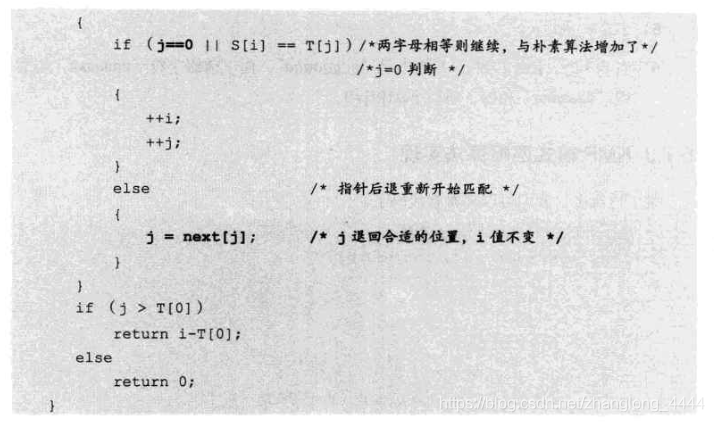 {
if (j==0 || S[i] == T[j]) /*两字母相等则继续，与朴素算法增加了*/
/*j=0 判断 */
{
++i;
++j;
}
else /* 指针后退重新开始匹配 */
{
j = next[j]; /* j 退回合适的位置，i 值不变 */
}
}
if (j > T[0])
return i-T[0];
else
return 0;
}
https://blog.csdn.net/zhanglong_4444